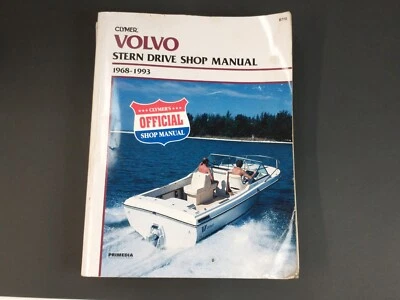 CLYMER
VOLVO
STERN DRIVE SHOP MANUAL
1968-1993
CLYMER'S
OFFICIAL
SHOP MANUAL
PRIMEDIA